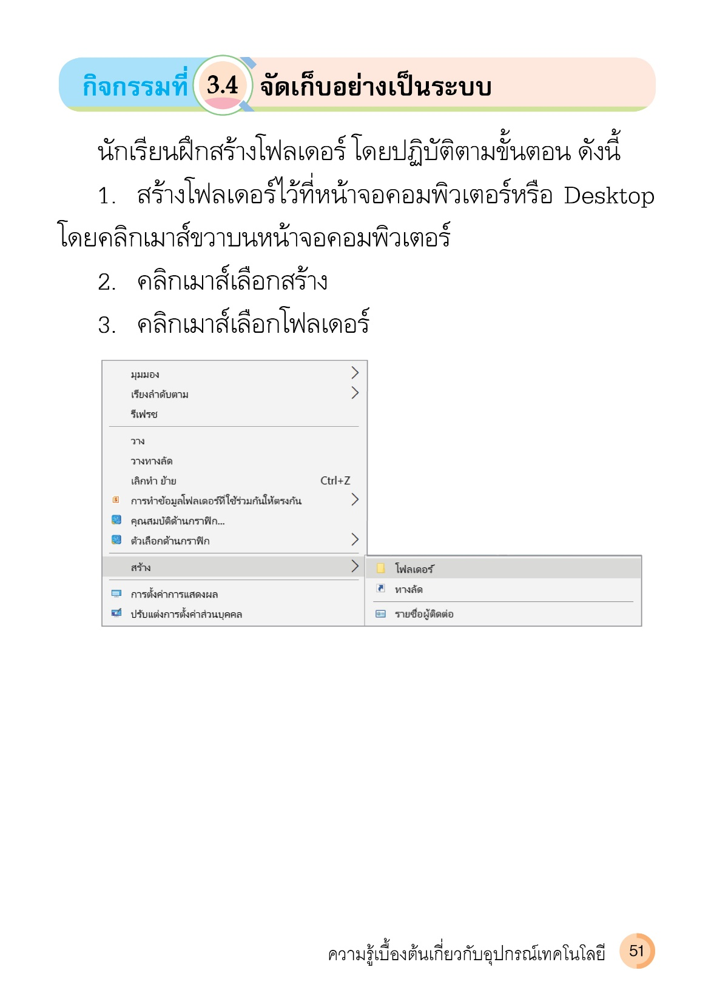 กิจกรรมที่ 3.4 จัดเก็บอย่างเป็นระบบ
นักเรียนฝึกสร้างโฟลเดอร์ โดยปฏิบัติตามขั้นตอน ดังนี้
1. สร้างโฟลเดอร์ไว้ที่หน้าจอคอมพิวเตอร์หรือ Desktop
โดยคลิกเมาส์ขวาบนหน้าจอคอมพิวเตอร์
2. คลิกเมาส์เลือกสร้าง
3. คลิกเมาส์เลือกโฟลเดอร์
มุมมอง
เรียงลำดับตาม
รีเฟรช
วาง
วางทางลัด
เลิกทำ ย้าย Ctrl+Z
การทำข้อมูลโฟลเดอร์ที่ใช้ร่วมกันให้ตรงกัน
คุณสมบัติด้านกราฟิก...
ตัวเลือกด้านกราฟิก
สร้าง
โฟลเดอร์
ทางลัด
การตั้งค่าการแสดงผล
ปรับแต่งการตั้งค่าส่วนบุคคล
รายชื่อผู้ติดต่อ
ความรู้เบื้องต้นเกี่ยวกับอุปกรณ์เทคโนโลยี 51